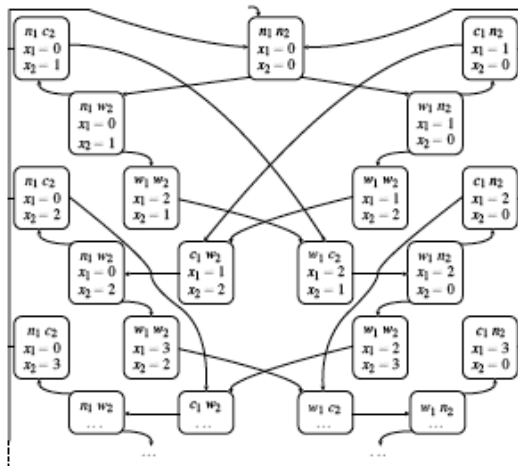 n₁ c₂
x₁ = 0
x₂ = 1
n₁ n₂
x₁ = 0
x₂ = 0
c₁ n₂
x₁ = 1
x₂ = 0
n₁ w₂
x₁ = 0
x₂ = 1
w₁ n₂
x₁ = 1
x₂ = 0
n₁ c₂
x₁ = 0
x₂ = 2
w₁ w₂
x₁ = 2
x₂ = 1
w₁ w₂
x₁ = 1
x₂ = 2
c₁ n₂
x₁ = 2
x₂ = 0
n₁ w₂
x₁ = 0
x₂ = 2
c₁ w₂
x₁ = 1
x₂ = 2
w₁ c₂
x₁ = 2
x₂ = 1
w₁ n₂
x₁ = 2
x₂ = 0
n₁ c₂
x₁ = 0
x₂ = 3
w₁ w₂
x₁ = 3
x₂ = 2
w₁ w₂
x₁ = 2
x₂ = 3
c₁ n₂
x₁ = 3
x₂ = 0
n₁ w₂
...
c₁ w₂
...
w₁ c₂
...
w₁ n₂
...
...
...